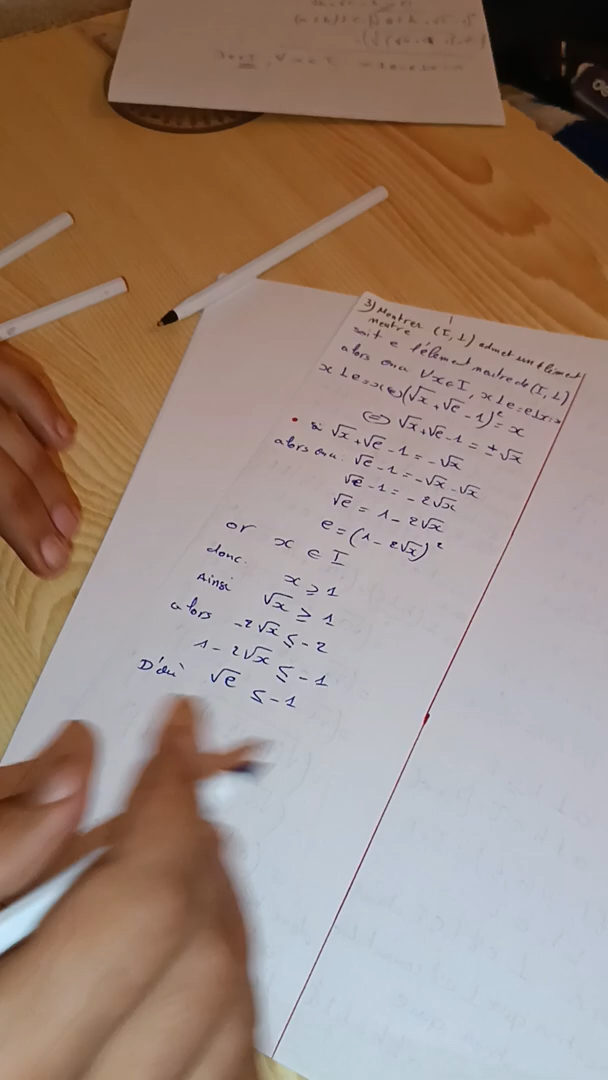 3) Montrer (I, ⊥) admet un élément
neutre
soit e l'élément neutre de (I, ⊥)
alors on a ∀x∈I, x⊥e=e⊥x=x
x⊥e=x ⇔ (√x+√e-1)² = x
⇔ √x+√e-1 = ±√x
• si √x+√e-1 = -√x
alors on a: √e-1 = -√x-√x
√e-1 = -2√x
√e = 1-2√x
e = (1-2√x)²
or x ∈ I
donc. x ≥ 1
Ainsi √x ≥ 1
alors -2√x ≤ -2
1-2√x ≤ -1
D'où √e ≤ -1